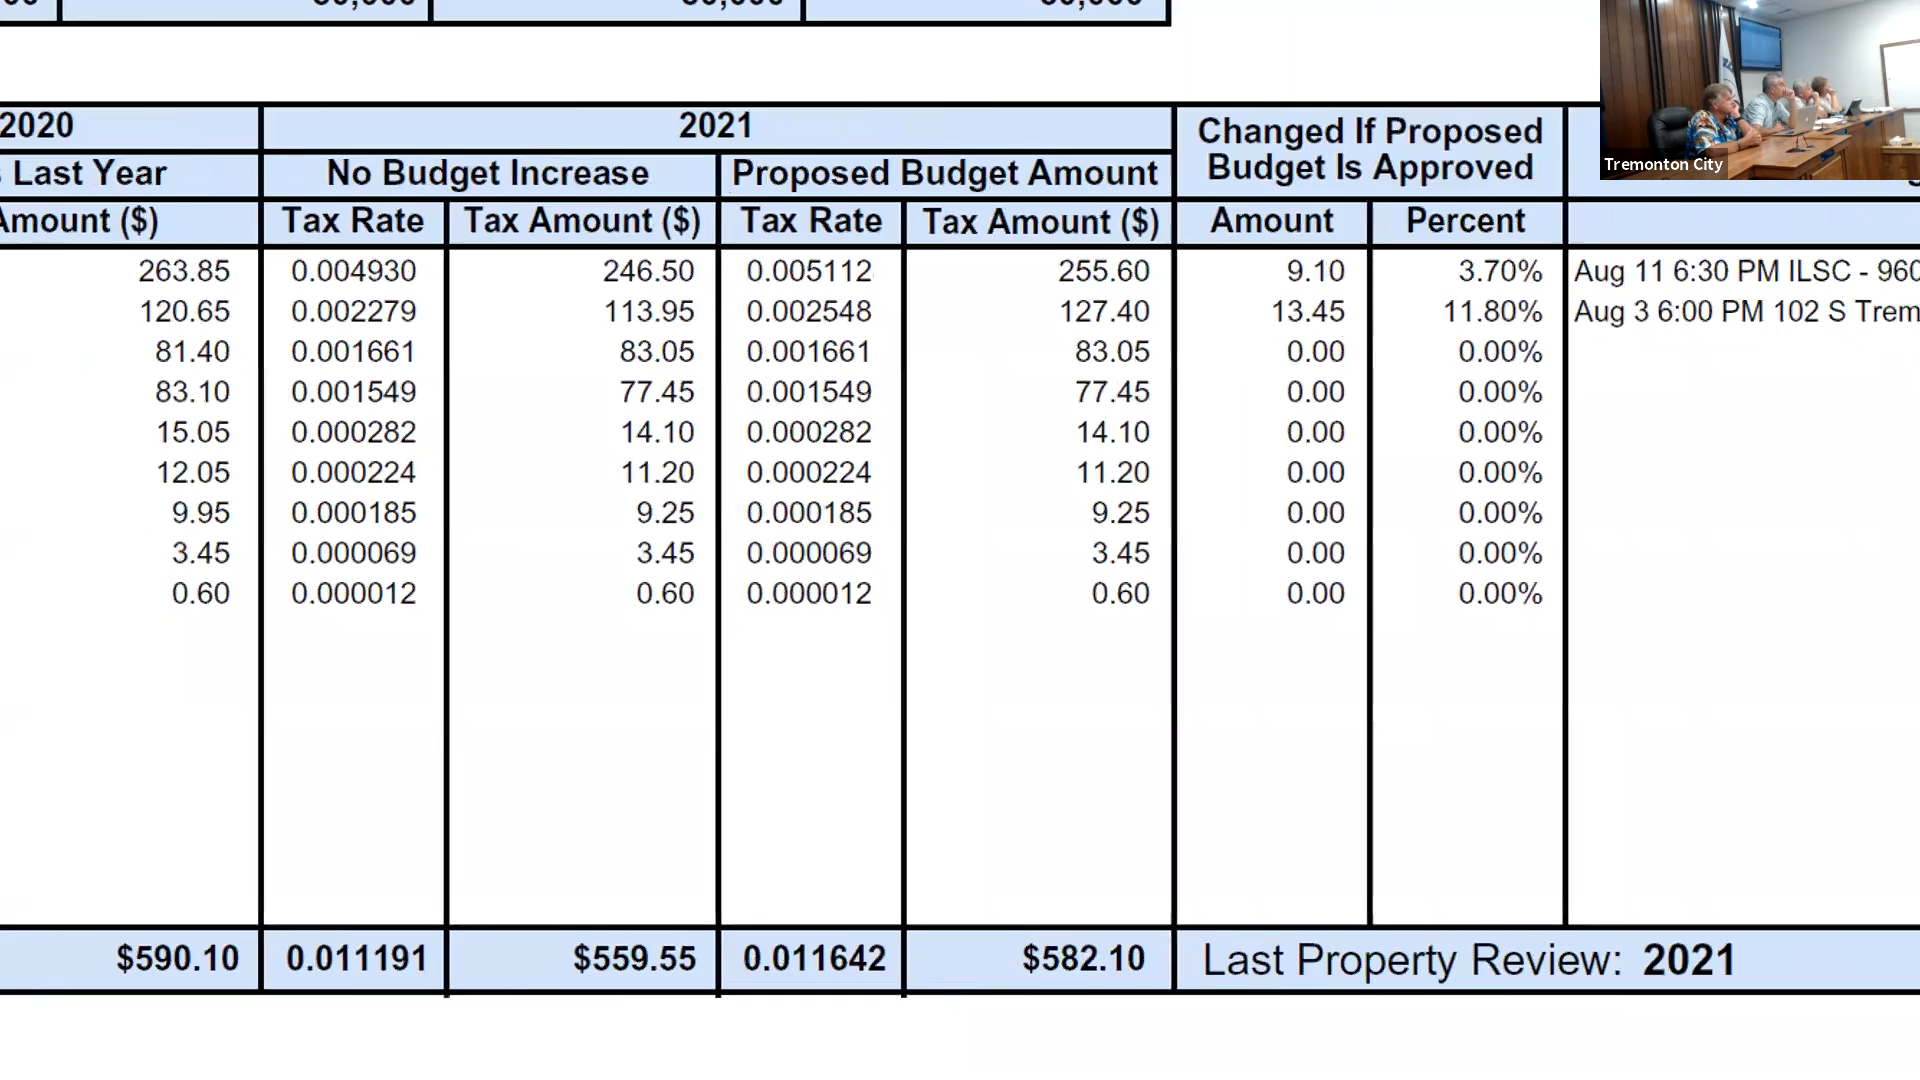 2020 2021 Changed If Proposed Budget Is Approved
Last Year No Budget Increase Proposed Budget Amount
Amount ($) Tax Rate Tax Amount ($) Tax Rate Tax Amount ($) Amount Percent
263.85 0.004930 246.50 0.005112 255.60 9.10 3.70% Aug 11 6:30 PM ILSC - 960
120.65 0.002279 113.95 0.002548 127.40 13.45 11.80% Aug 3 6:00 PM 102 S Trem
81.40 0.001661 83.05 0.001661 83.05 0.00 0.00%
83.10 0.001549 77.45 0.001549 77.45 0.00 0.00%
15.05 0.000282 14.10 0.000282 14.10 0.00 0.00%
12.05 0.000224 11.20 0.000224 11.20 0.00 0.00%
9.95 0.000185 9.25 0.000185 9.25 0.00 0.00%
3.45 0.000069 3.45 0.000069 3.45 0.00 0.00%
0.60 0.000012 0.60 0.000012 0.60 0.00 0.00%
$590.10 0.011191 $559.55 0.011642 $582.10 Last Property Review: 2021
Tremonton City